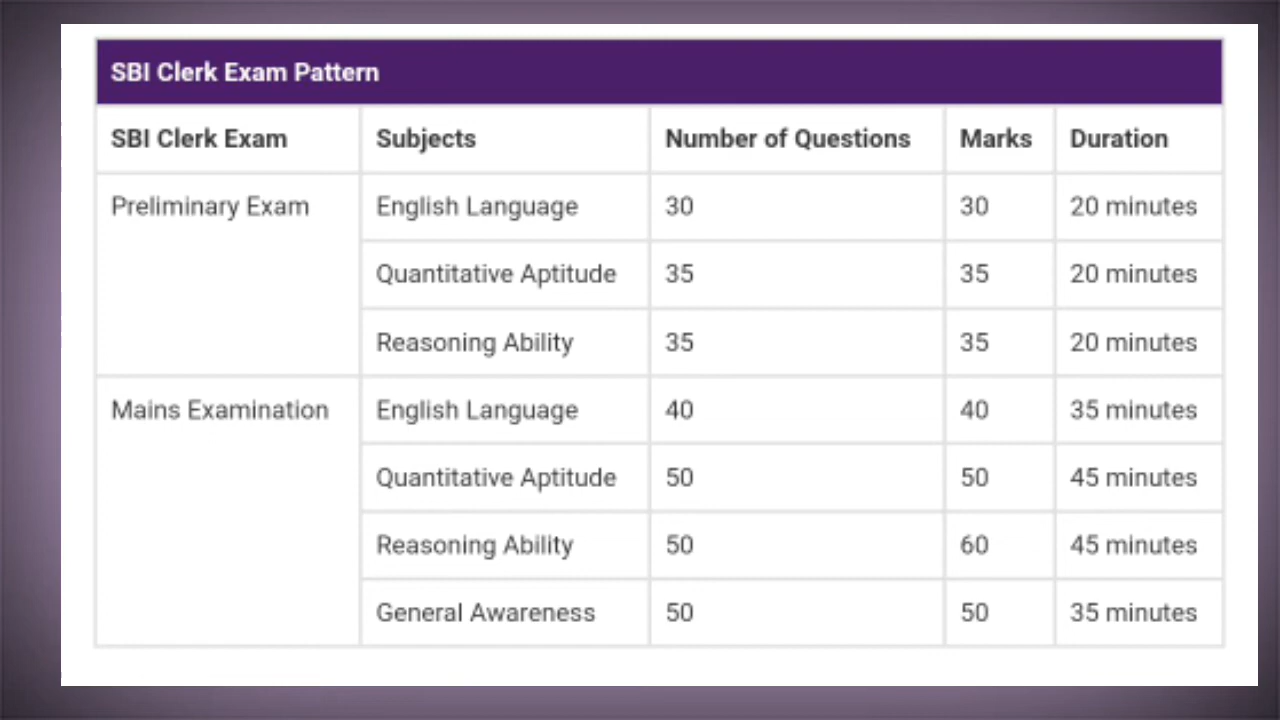 SBI Clerk Exam Pattern
SBI Clerk Exam Subjects Number of Questions Marks Duration
Preliminary Exam English Language 30 30 20 minutes
Quantitative Aptitude 35 35 20 minutes
Reasoning Ability 35 35 20 minutes
Mains Examination English Language 40 40 35 minutes
Quantitative Aptitude 50 50 45 minutes
Reasoning Ability 50 60 45 minutes
General Awareness 50 50 35 minutes